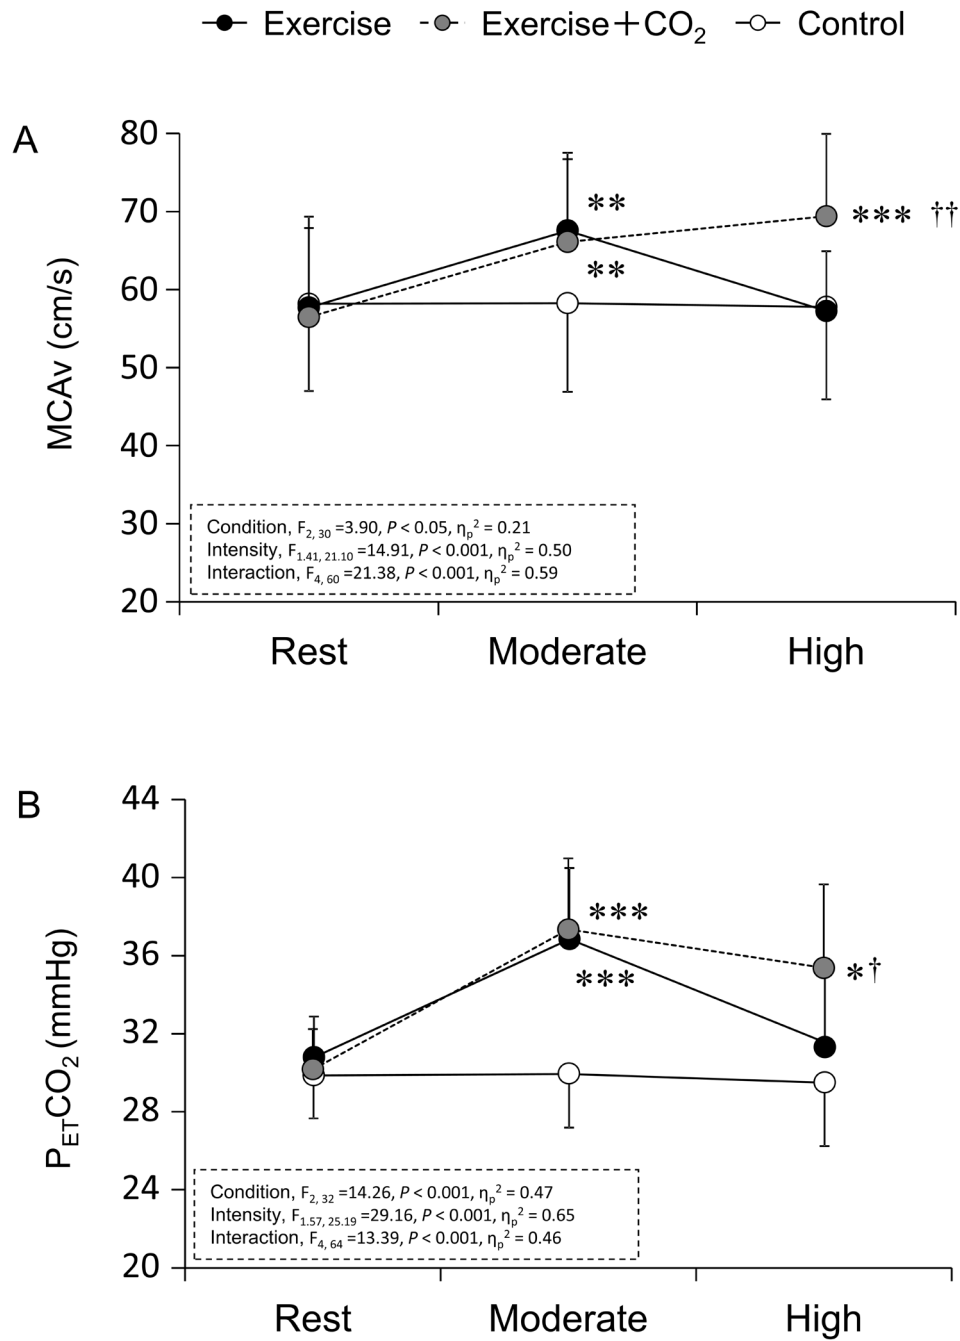 Exercise Exercise+CO₂ Control
A
MCAv (cm/s)
80
70
60
50
40
30
20
**
**
*** ††
Condition, F₂, ₃₀ =3.90, P < 0.05, ηp² = 0.21
Intensity, F₁.₄₁, ₂₁.₁₀ =14.91, P < 0.001, ηp² = 0.50
Interaction, F₄, ₆₀ =21.38, P < 0.001, ηp² = 0.59
Rest Moderate High
B
PETCO₂ (mmHg)
44
40
36
32
28
24
20
***
***
*†
Condition, F₂, ₃₂ =14.26, P < 0.001, ηp² = 0.47
Intensity, F₁.₅₇, ₂₅.₁₉ =29.16, P < 0.001, ηp² = 0.65
Interaction, F₄, ₆₄ =13.39, P < 0.001, ηp² = 0.46
Rest Moderate High